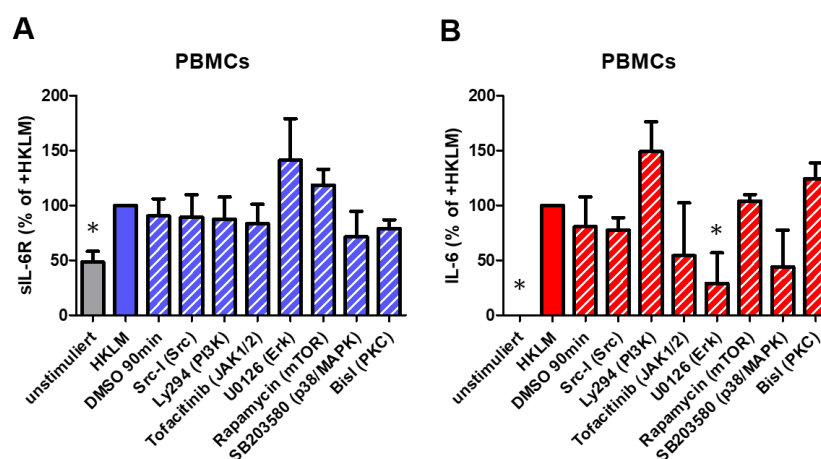 A
PBMCs
sIL-6R (% of +HKLM)
200
150
100
50
0
*
unstimuliert
HKLM
DMSO 90min
Src-I (Src)
Ly294 (PI3K)
Tofacitinib (JAK1/2)
U0126 (Erk)
Rapamycin (mTOR)
SB203580 (p38/MAPK)
BisI (PKC)
B
PBMCs
IL-6 (% of +HKLM)
200
150
100
50
0
*
*
unstimuliert
HKLM
DMSO 90min
Src-I (Src)
Ly294 (PI3K)
Tofacitinib (JAK1/2)
U0126 (Erk)
Rapamycin (mTOR)
SB203580 (p38/MAPK)
BisI (PKC)